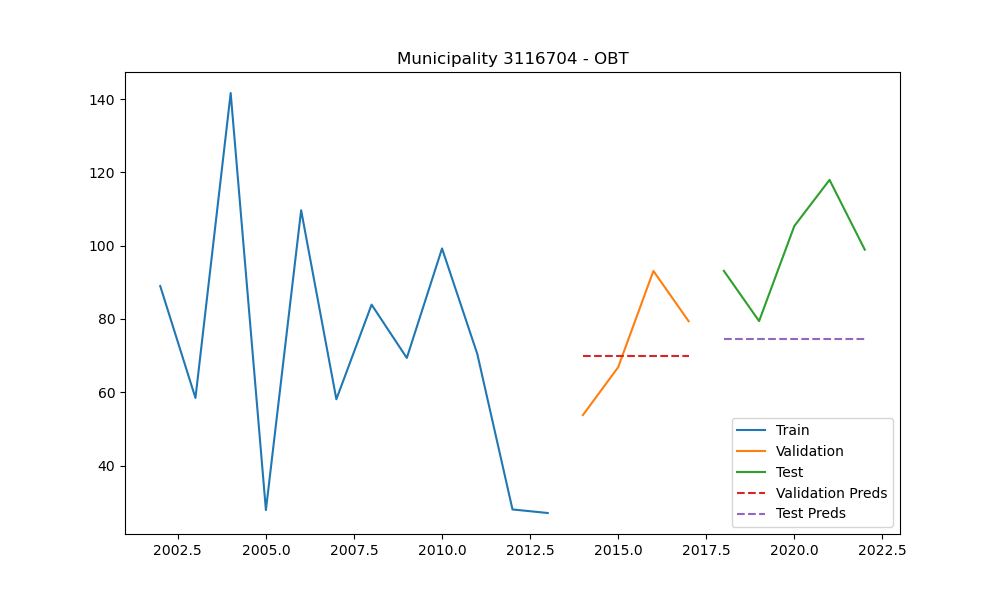 Municipality 3116704 - OBT
140
120
100
80
60
40
2002.5 2005.0 2007.5 2010.0 2012.5 2015.0 2017.5 2020.0 2022.5
Train
Validation
Test
Validation Preds
Test Preds